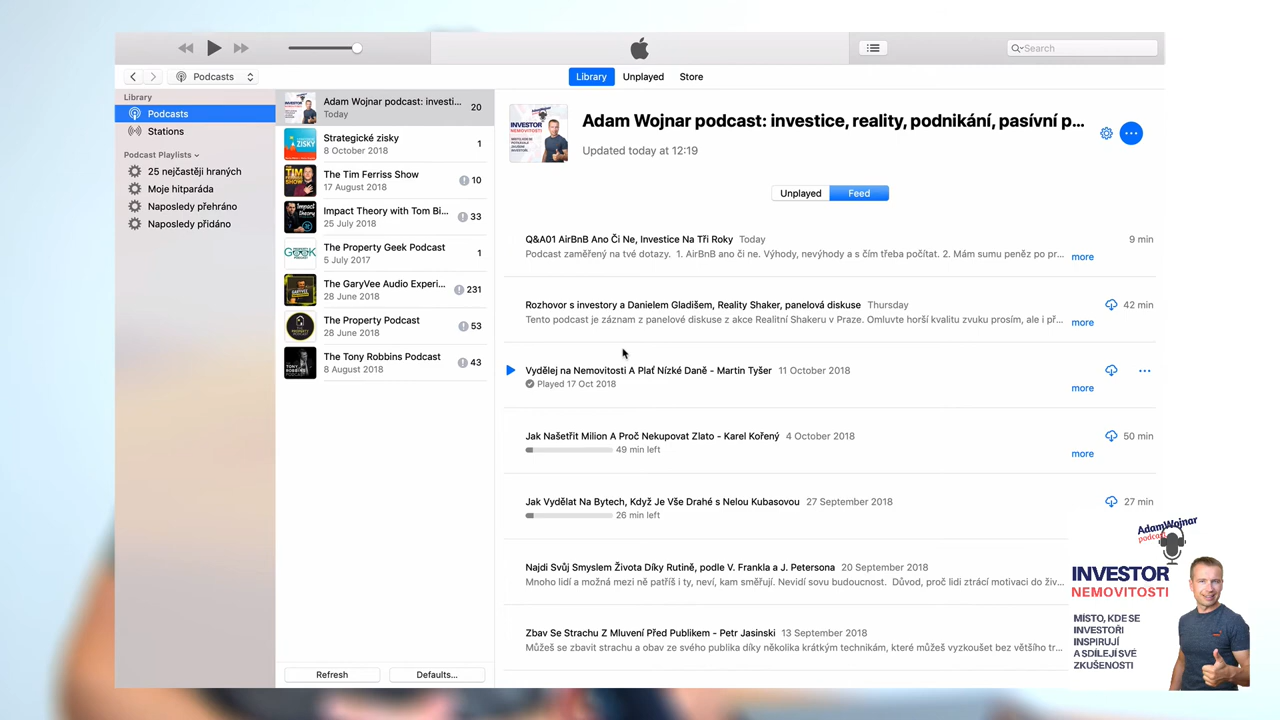 Search
Podcasts
Library
Unplayed
Store
Library
Podcasts
Stations
Podcast Playlists
25 nejčastěji hraných
Moje hitparáda
Naposledy přehráno
Naposledy přidáno
Adam Wojnar podcast: investi... 20
Today
Strategické zisky 1
8 October 2018
The Tim Ferriss Show 10
17 August 2018
Impact Theory with Tom Bi... 33
25 July 2018
The Property Geek Podcast 1
5 July 2017
The GaryVee Audio Experi... 231
28 June 2018
The Property Podcast 53
28 June 2018
The Tony Robbins Podcast 43
8 August 2018
Refresh
Defaults...
INVESTOR
NEMOVITOSTI
Adam Wojnar podcast: investice, reality, podnikání, pasívní p...
Updated today at 12:19
Unplayed
Feed
Q&A01 AirBnB Ano Či Ne, Investice Na Tři Roky Today 9 min
Podcast zaměřený na tvé dotazy. 1. AirBnB ano či ne. Výhody, nevýhody a s čím třeba počítat. 2. Mám sumu peněz po pr... more
Rozhovor s investory a Danielem Gladišem, Reality Shaker, panelová diskuse Thursday 42 min
Tento podcast je záznam z panelové diskuse z akce Realitní Shakeru v Praze. Omluvte horší kvalitu zvuku prosím, ale i př... more
Vydělej na Nemovitosti A Plať Nízké Daně - Martin Tyšer 11 October 2018
Played 17 Oct 2018
more
Jak Našetřit Milion A Proč Nekupovat Zlato - Karel Kořený 4 October 2018 50 min
49 min left
more
Jak Vydělat Na Bytech, Když Je Vše Drahé s Nelou Kubasovou 27 September 2018 27 min
26 min left
Najdi Svůj Smyslem Života Díky Rutině, podle V. Frankla a J. Petersona 20 September 2018
Mnoho lidí a možná mezi ně patříš i ty, neví, kam směřují. Nevidí sovu budoucnost. Důvod, proč lidi ztrácí motivaci do živ...
Zbav Se Strachu Z Mluvení Před Publikem - Petr Jasinski 13 September 2018
Můžeš se zbavit strachu a obav ze svého publika díky několika krátkým technikám, které můžeš vyzkoušet bez většího tr...
AdamWojnar
podcast
INVESTOR
NEMOVITOSTI
MÍSTO, KDE SE
INVESTOŘI
INSPIRUJÍ
A SDÍLEJÍ SVÉ
ZKUŠENOSTI